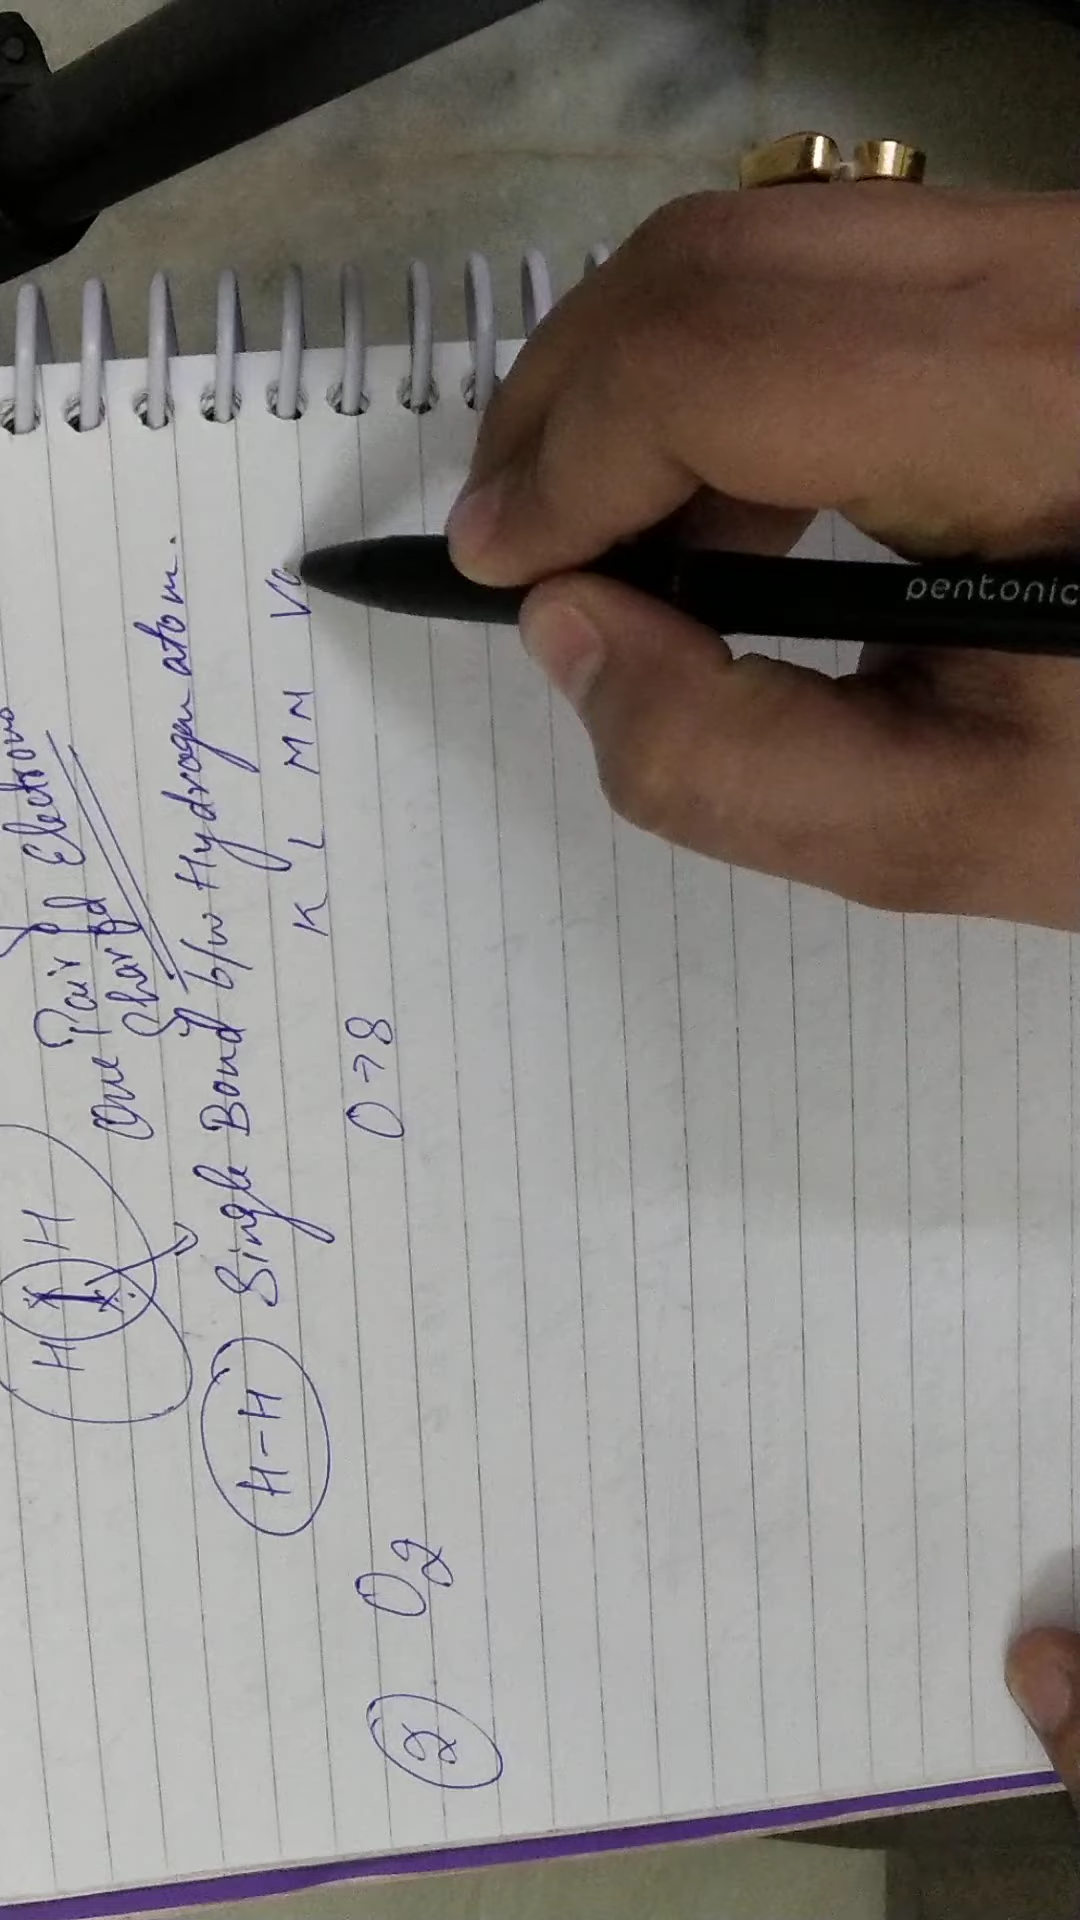 Electrons
One Pair of
Shared
H H
Single Bond b/w Hydrogen atom.
H-H
K L M N Va
② O2 O→8
pentonic